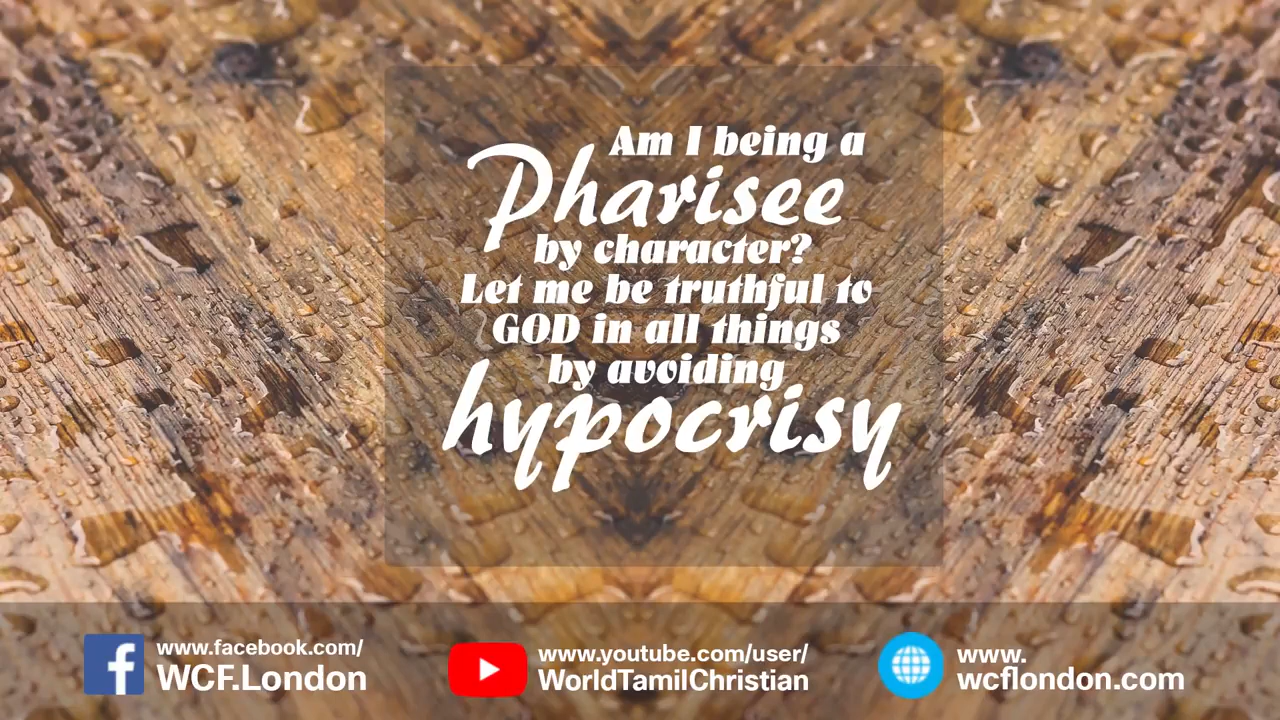 Am I being a
Pharisee
by character?
Let me be truthful to
GOD in all things
by avoiding
hypocrisy
www.facebook.com/
WCF.London
www.youtube.com/user/
WorldTamilChristian
www.
wcflondon.com